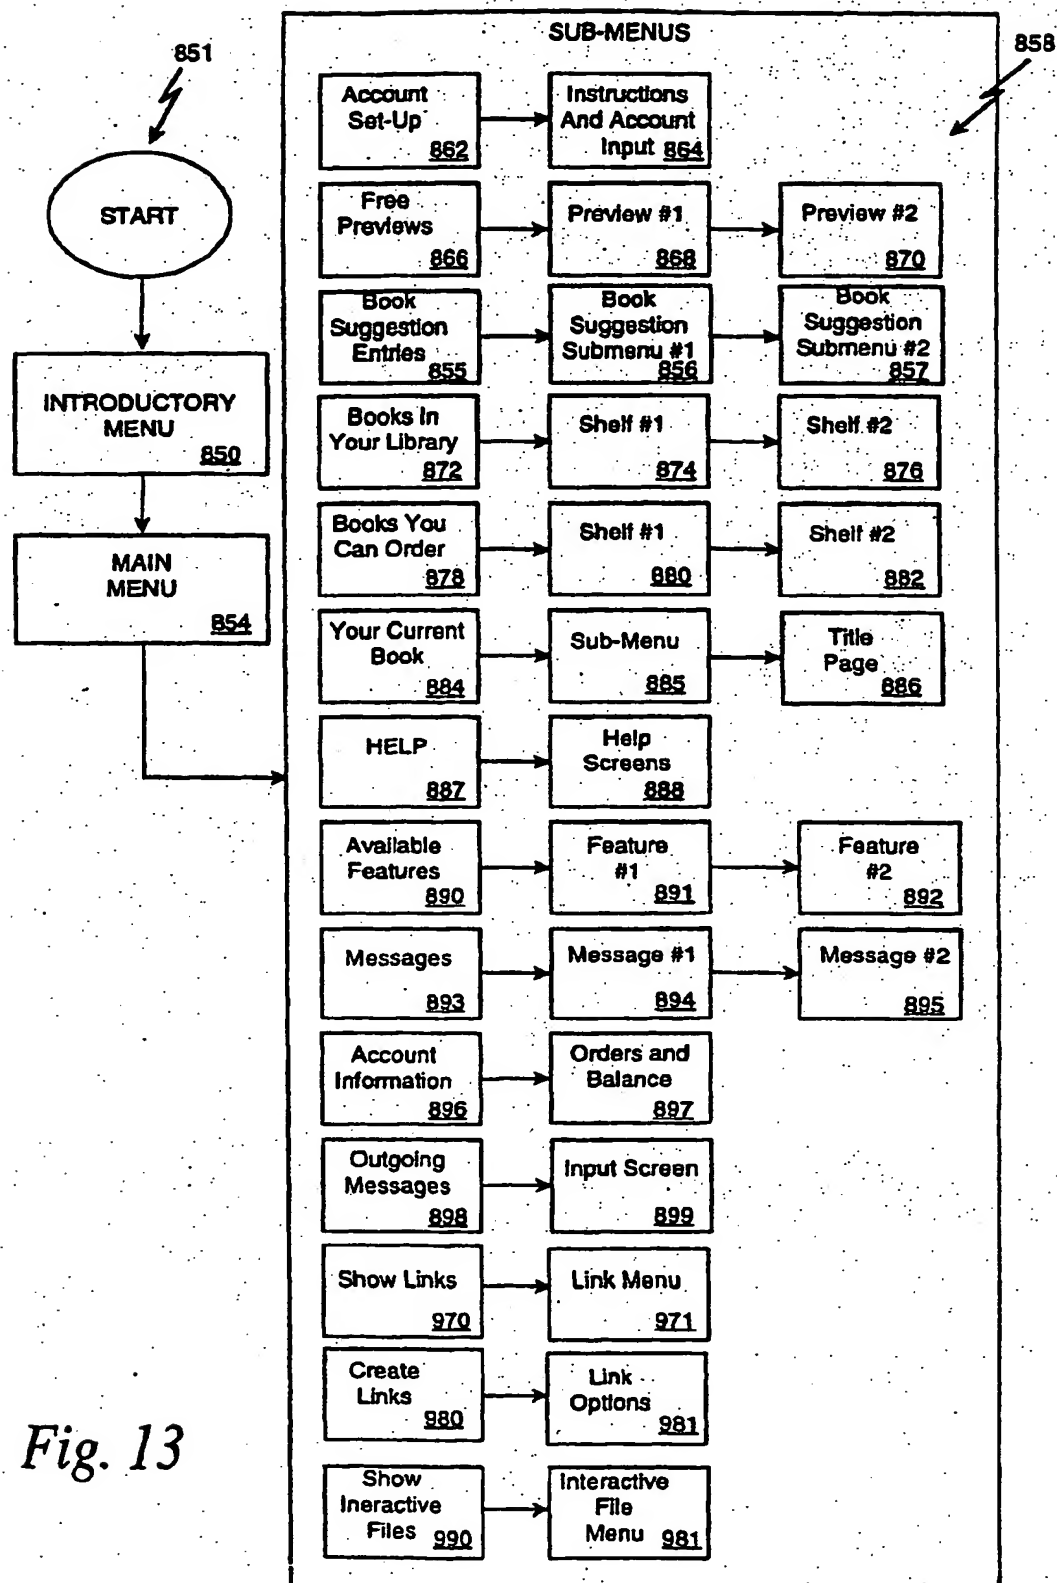 851
START
INTRODUCTORY
MENU
850
MAIN
MENU
854
SUB-MENUS
858
Account
Set-Up
862
Instructions
And Account
Input 864
Free
Previews
866
Preview #1
868
Preview #2
870
Book
Suggestion
Entries
855
Book
Suggestion
Submenu #1
856
Book
Suggestion
Submenu #2
857
Books In
Your Library
872
Shelf #1
874
Shelf #2
876
Books You
Can Order
878
Shelf #1
880
Shelf #2
882
Your Current
Book
884
Sub-Menu
885
Title
Page
886
HELP
887
Help
Screens
888
Available
Features
890
Feature
#1
891
Feature
#2
892
Messages
893
Message #1
894
Message #2
895
Account
Information
896
Orders and
Balance
897
Outgoing
Messages
898
Input Screen
899
Show Links
970
Link Menu
971
Create
Links
980
Link
Options
981
Show
Ineractive
Files 990
Interactive
File
Menu 981
Fig. 13